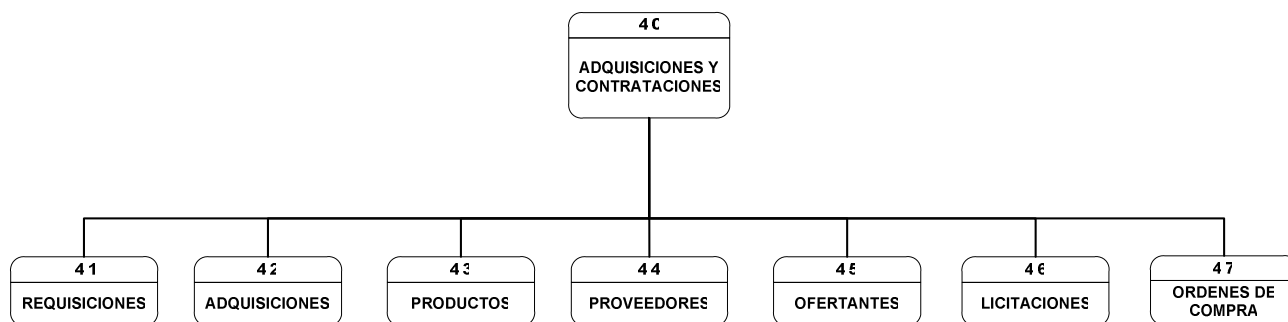 40
ADQUISICIONES Y
CONTRATACIONES
41
REQUISICIONES
42
ADQUISICIONES
43
PRODUCTOS
44
PROVEEDORES
45
OFERTANTES
46
LICITACIONES
47
ORDENES DE
COMPRA